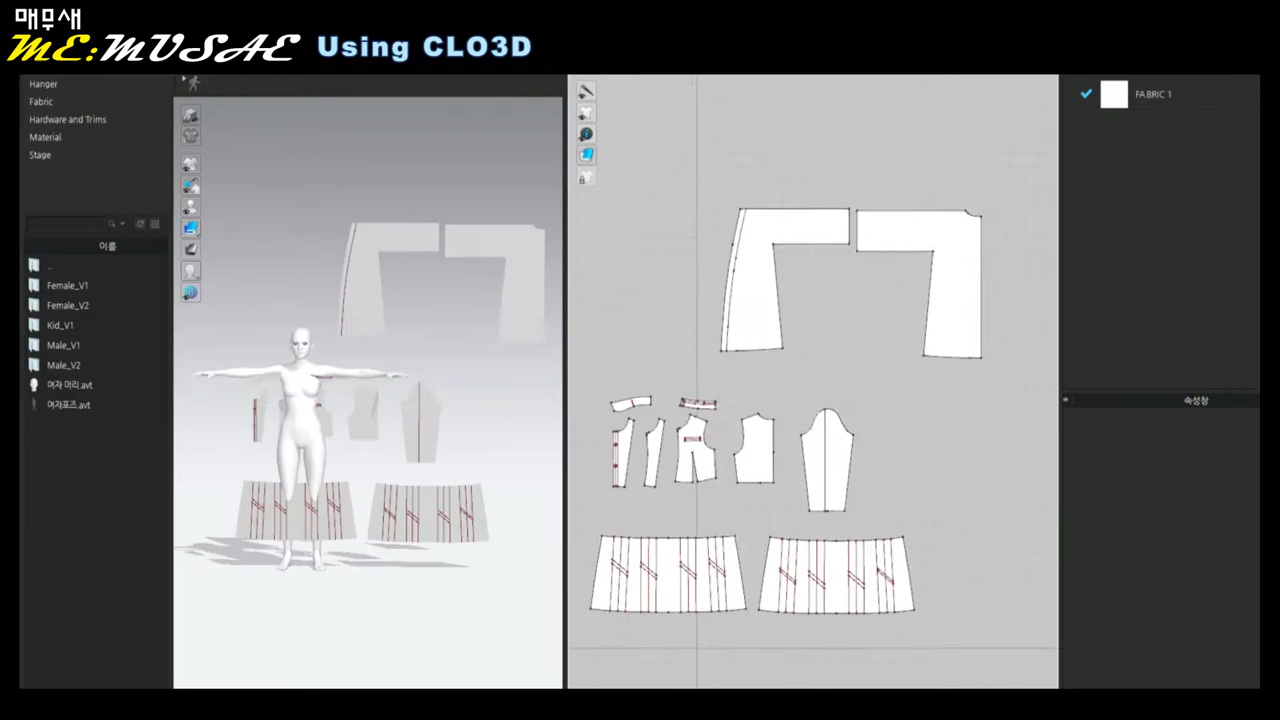 매무새
ME:MUSAE Using CLO3D
Hanger
Fabric
Hardware and Trims
Material
Stage
이름
..
Female_V1
Female_V2
Kid_V1
Male_V1
Male_V2
여자 머리.avt
여자포즈.avt
FABRIC 1
속성창